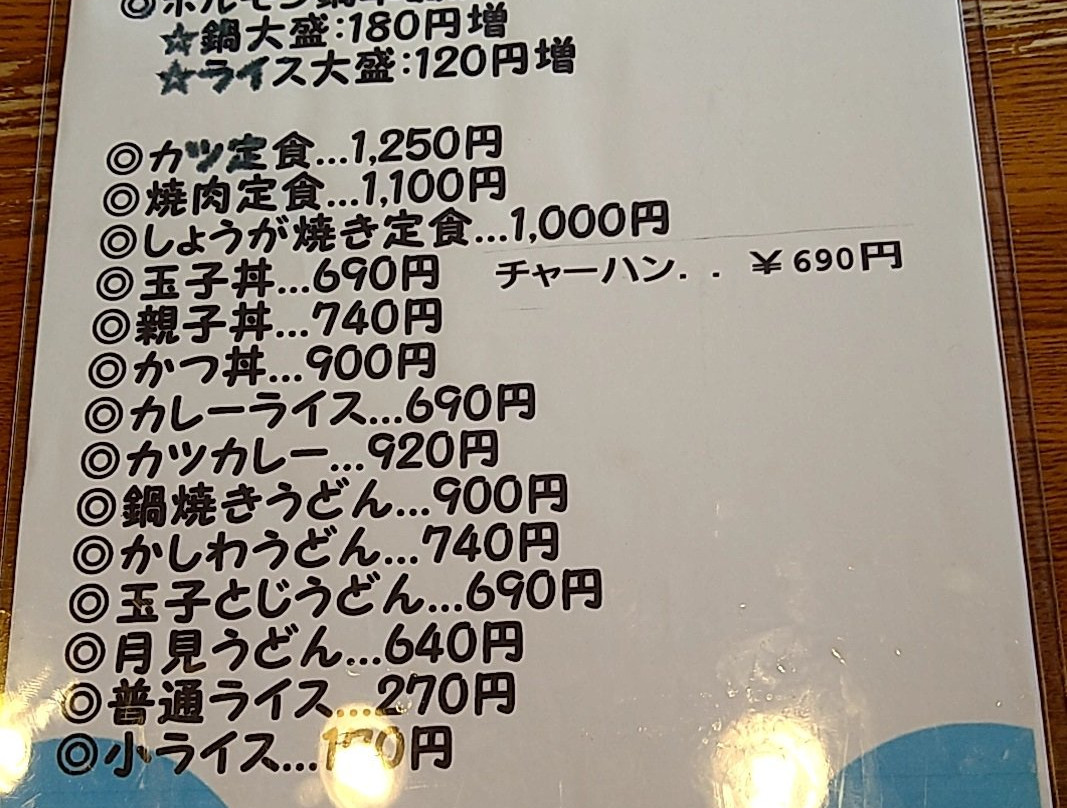 ☆鍋大盛:180円増
☆ライス大盛:120円増
◎カツ定食...1,250円
◎焼肉定食...1,100円
◎しょうが焼き定食...1,000円
◎玉子丼...690円 チャーハン. . ¥690円
◎親子丼...740円
◎かつ丼...900円
◎カレーライス...690円
◎カツカレー...920円
◎鍋焼きうどん...900円
◎かしわうどん...740円
◎玉子とじうどん...690円
◎月見うどん...640円
◎普通ライス...270円
◎小ライス...